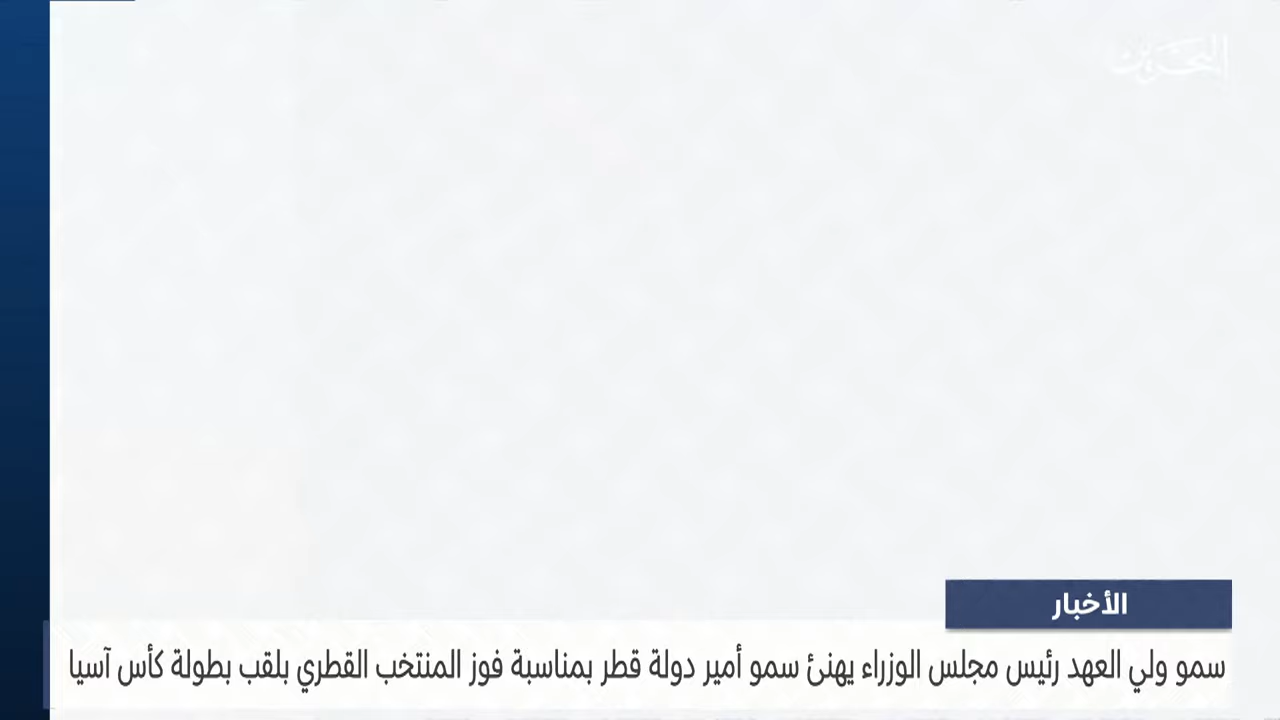 البحرين
الأخبار
سمو ولي العهد رئيس مجلس الوزراء يهنئ سمو أمير دولة قطر بمناسبة فوز المنتخب القطري بلقب بطولة كأس آسيا